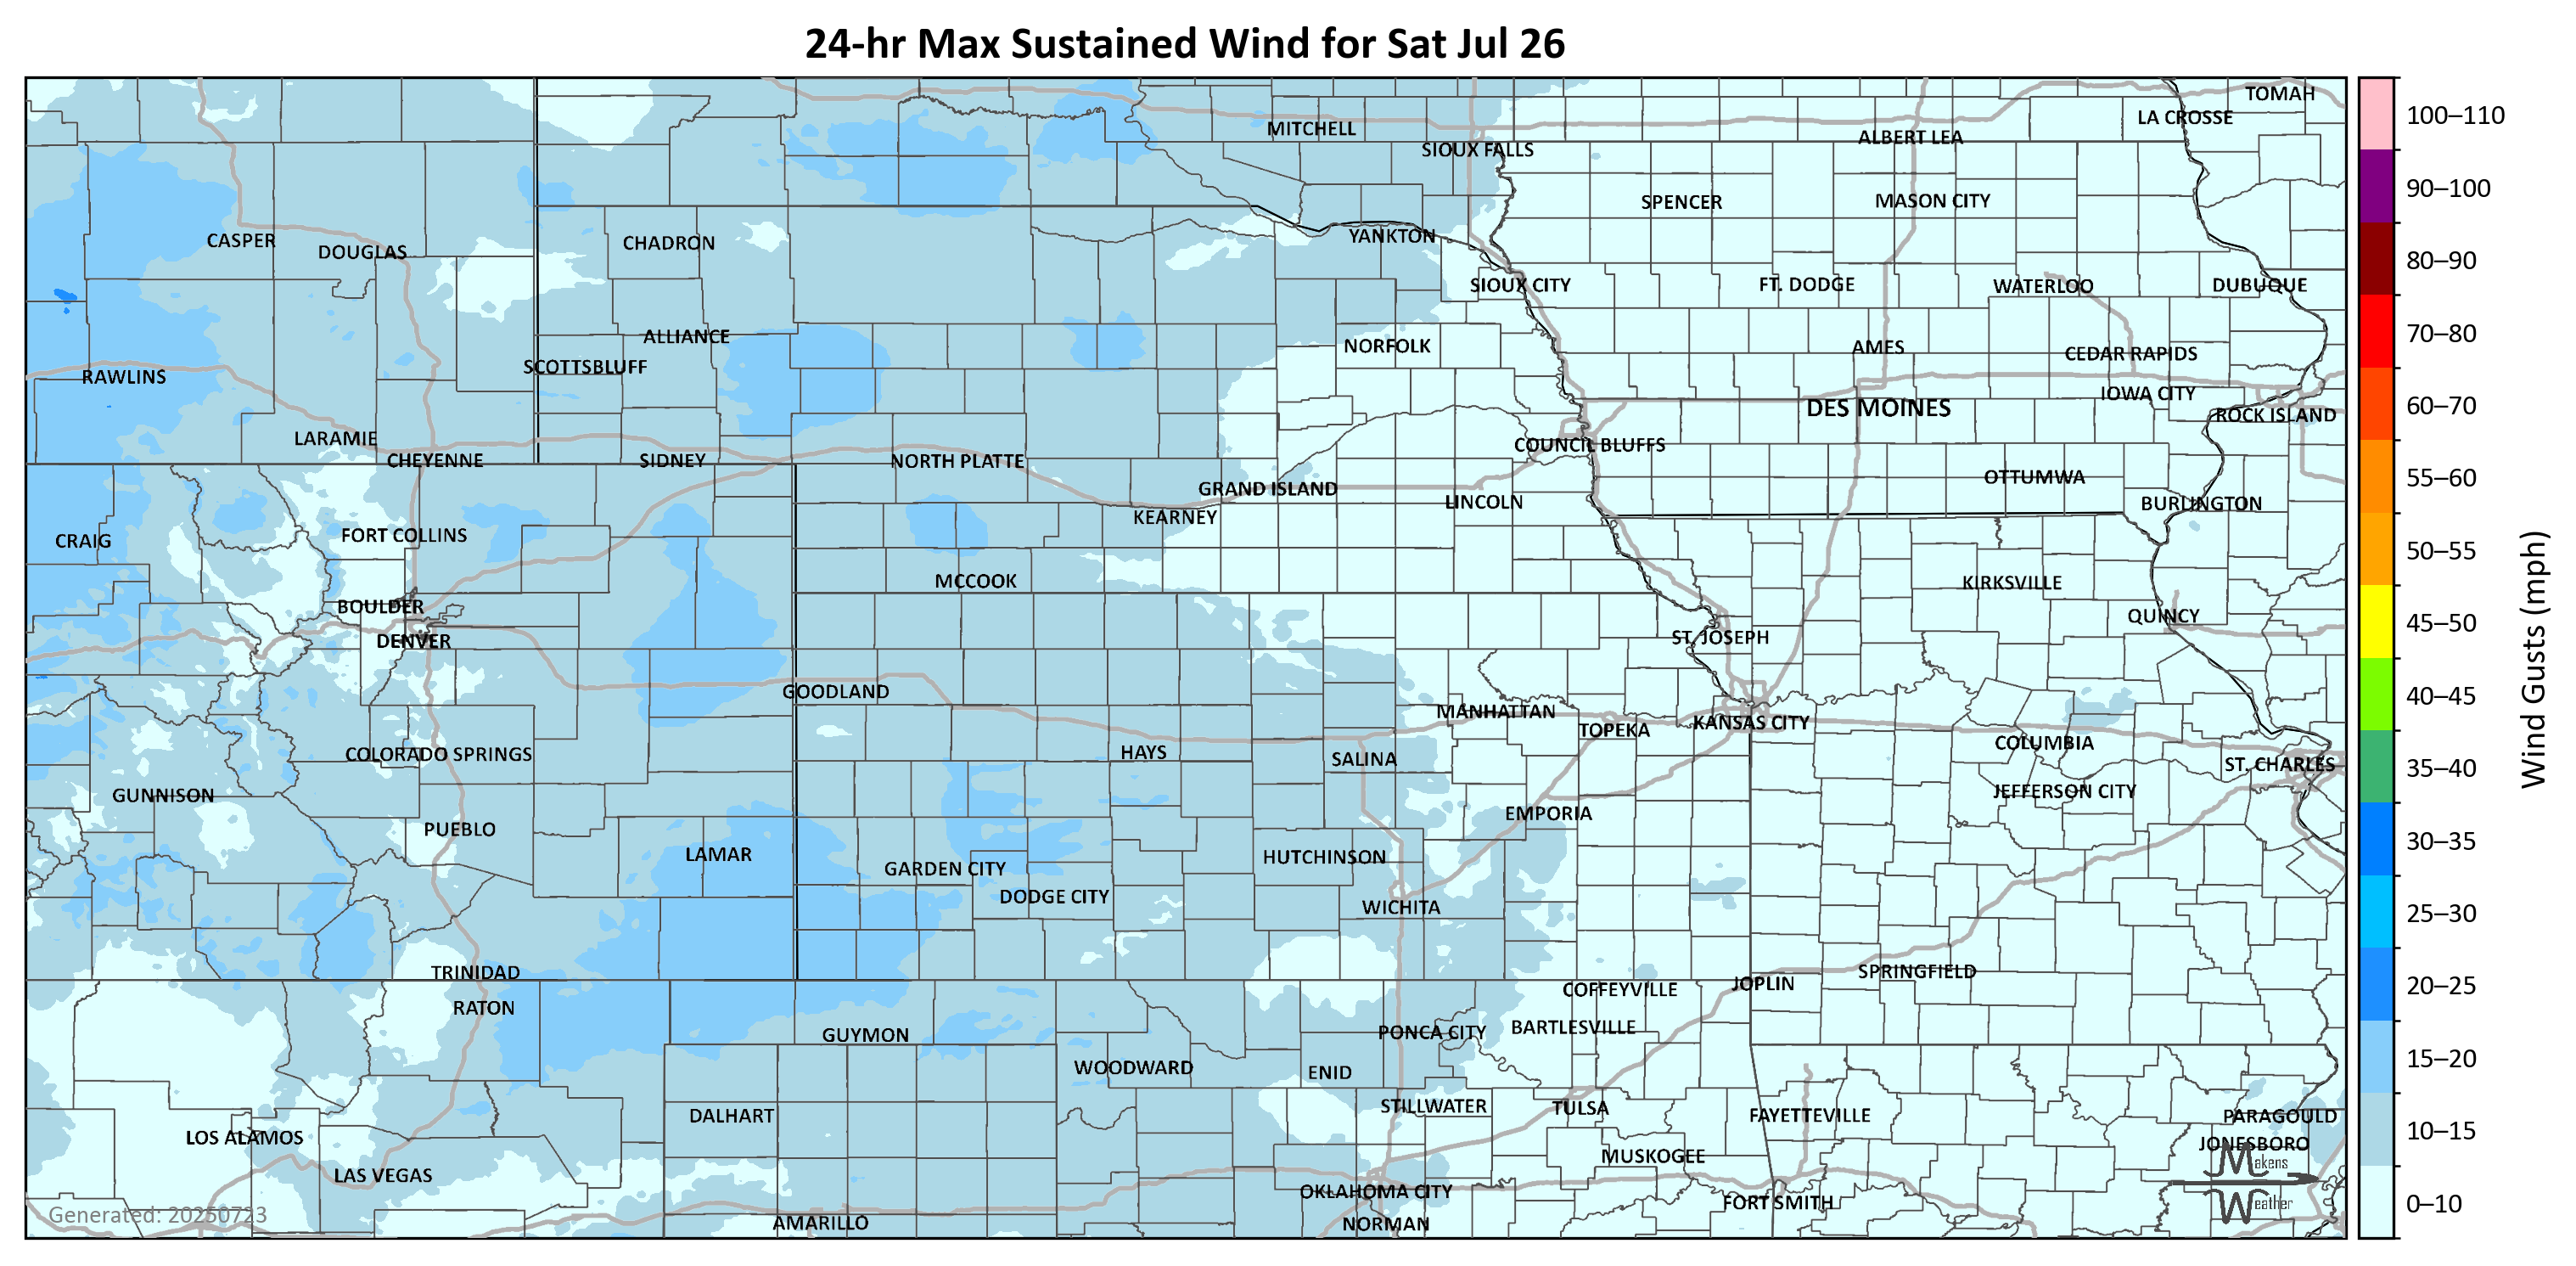 24-hr Max Sustained Wind for Sat Jul 26
TOMAH
LA CROSSE
MITCHELL
ALBERT LEA
SIOUX FALLS
SPENCER
MASON CITY
CASPER
DOUGLAS
CHADRON
YANKTON
SIOUX CITY
FT. DODGE
WATERLOO
DUBUQUE
ALLIANCE
NORFOLK
AMES
CEDAR RAPIDS
SCOTTSBLUFF
RAWLINS
IOWA CITY
DES MOINES
ROCK ISLAND
LARAMIE
COUNCIL BLUFFS
CHEYENNE
SIDNEY
NORTH PLATTE
OTTUMWA
GRAND ISLAND
LINCOLN
BURLINGTON
KEARNEY
FORT COLLINS
CRAIG
MCCOOK
KIRKSVILLE
BOULDER
QUINCY
DENVER
ST. JOSEPH
GOODLAND
MANHATTAN
TOPEKA
KANSAS CITY
COLUMBIA
COLORADO SPRINGS
HAYS
SALINA
ST. CHARLES
GUNNISON
JEFFERSON CITY
EMPORIA
PUEBLO
LAMAR
HUTCHINSON
GARDEN CITY
DODGE CITY
WICHITA
TRINIDAD
SPRINGFIELD
JOPLIN
COFFEYVILLE
RATON
BARTLESVILLE
PONCA CITY
GUYMON
WOODWARD
ENID
STILLWATER
TULSA
DALHART
FAYETTEVILLE
PARAGOULD
LOS ALAMOS
JONESBORO
MUSKOGEE
LAS VEGAS
OKLAHOMA CITY
FORT SMITH
AMARILLO
NORMAN
Generated: 20250723
Makens
Weather
100–110
90–100
80–90
70–80
60–70
55–60
50–55
45–50
40–45
35–40
30–35
25–30
20–25
15–20
10–15
0–10
Wind Gusts (mph)